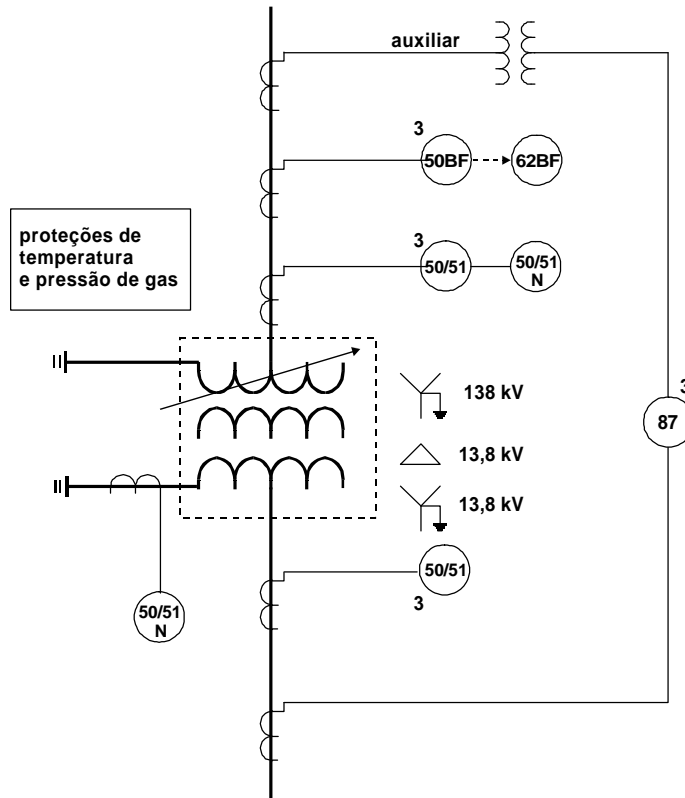 auxiliar
3
50BF
62BF
proteções de
temperatura
e pressão de gas
3
50/51
50/51
N
138 kV
3
87
13,8 kV
13,8 kV
50/51
3
50/51
N